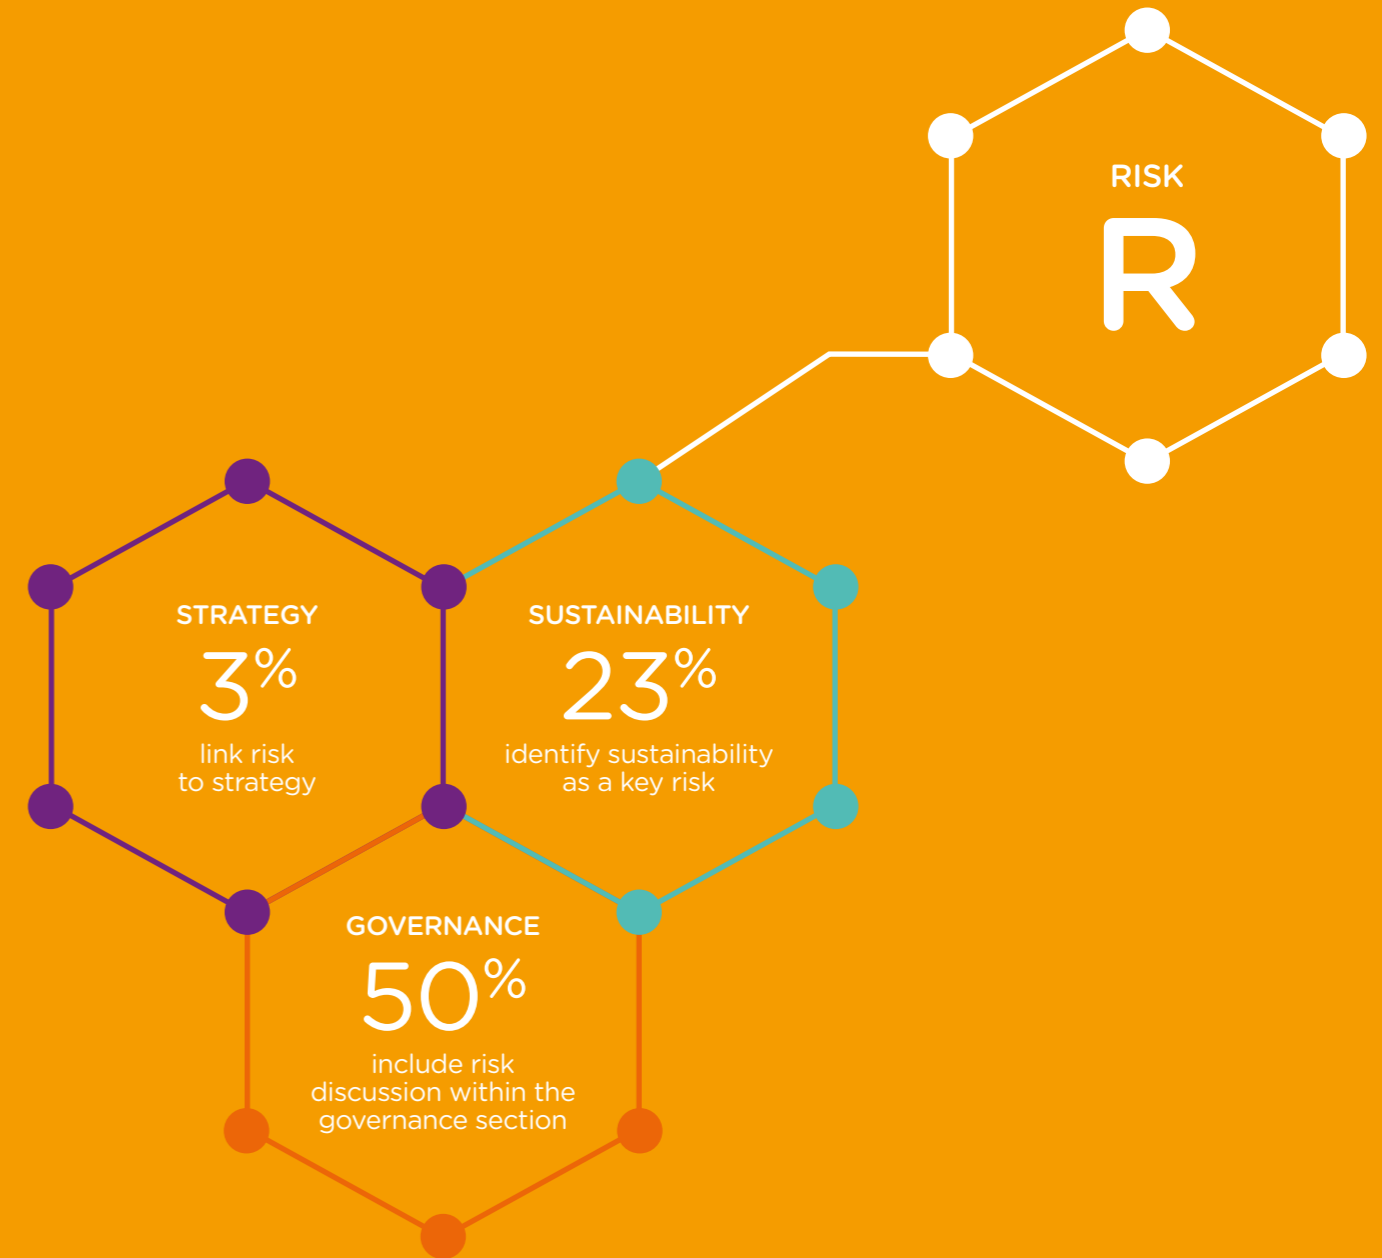 RISK
R
STRATEGY
3%
link risk
to strategy
SUSTAINABILITY
23%
identify sustainability
as a key risk
GOVERNANCE
50%
include risk
discussion within the
governance section